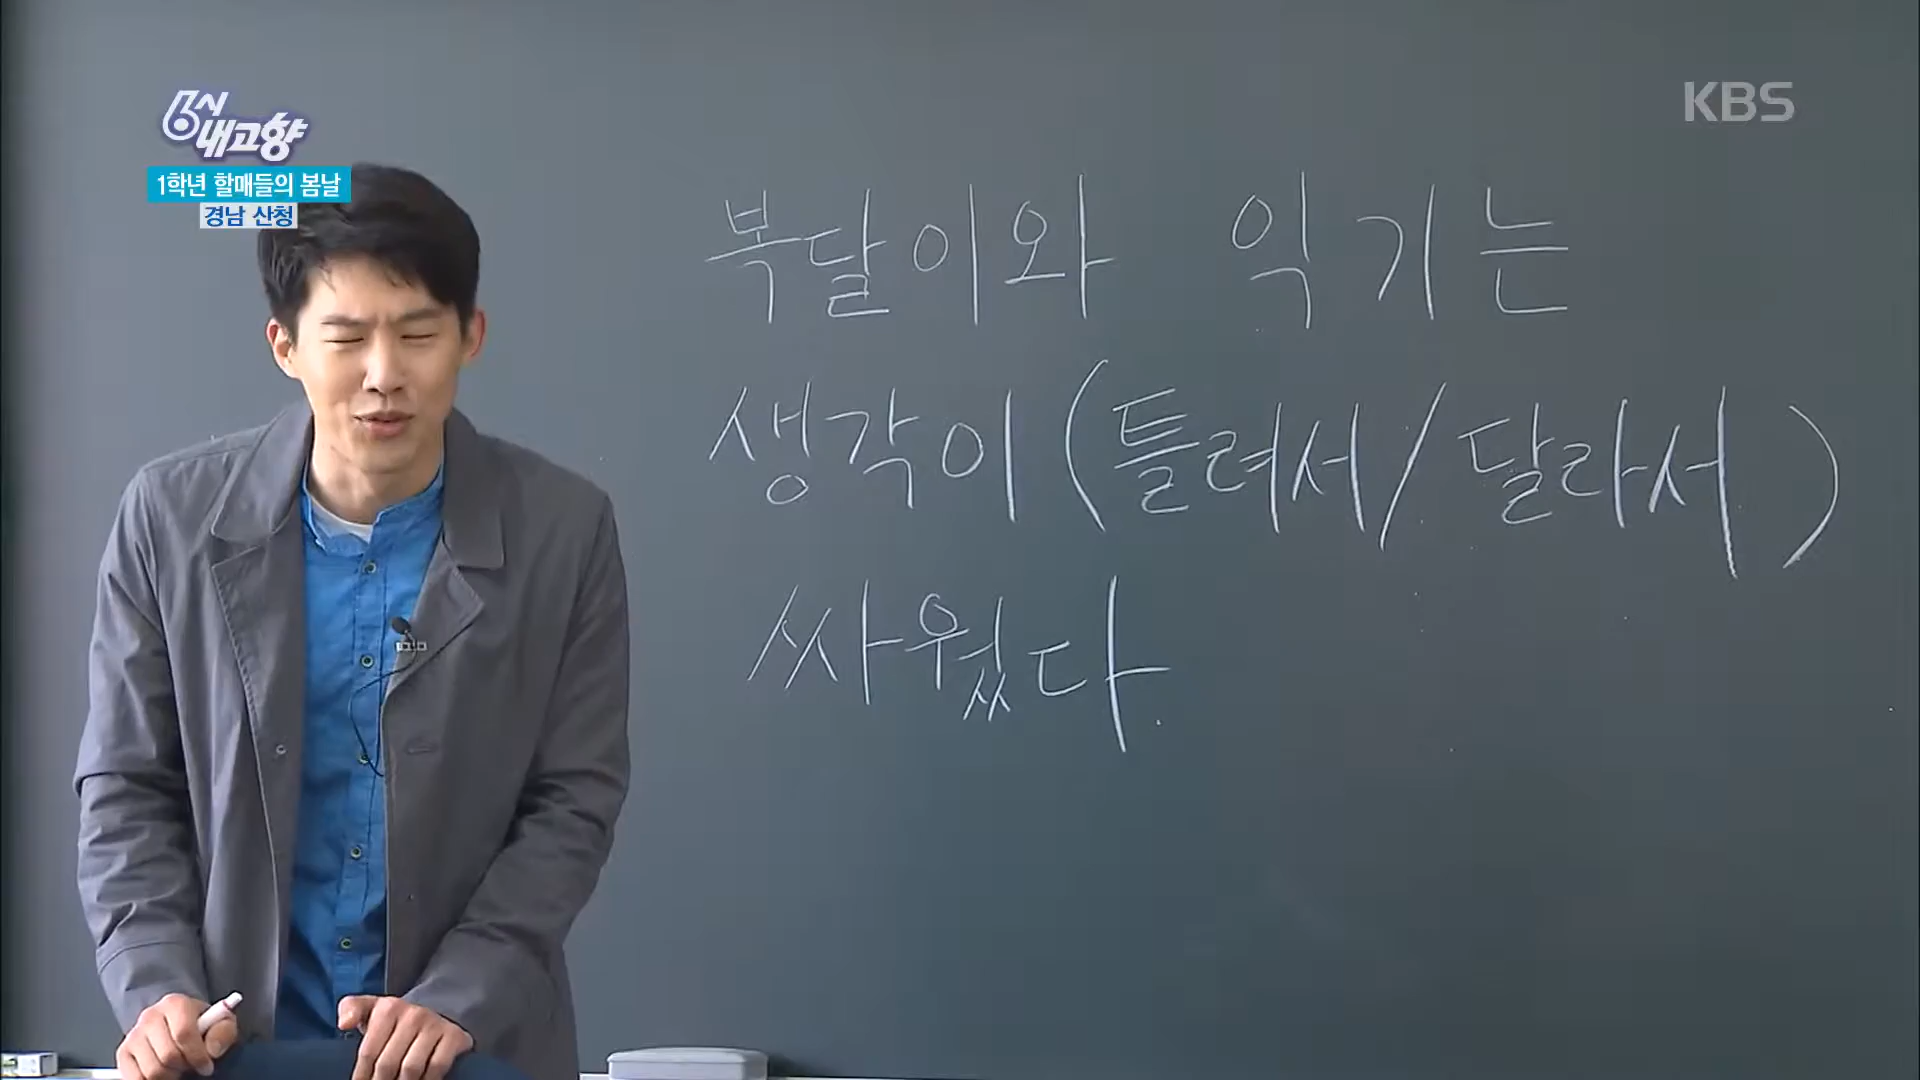 6시
내고향
KBS
1학년 할매들의 봄날
경남 산청
복달이와 익기는
생각이 (틀려서/달라서)
싸웠다.